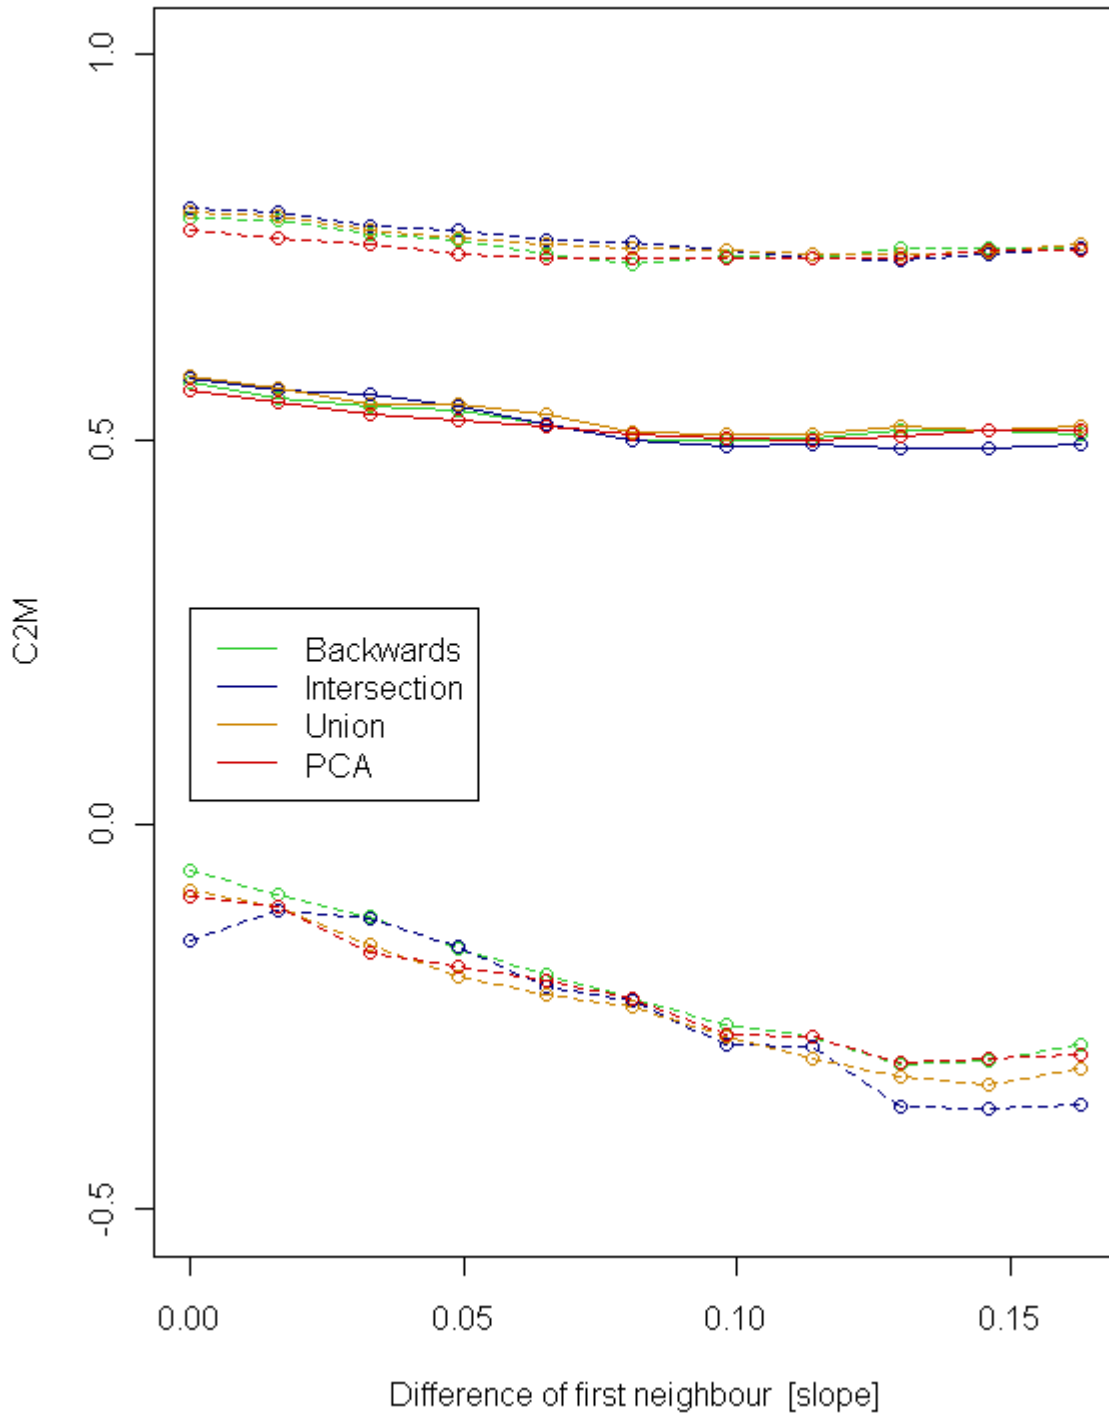 1.0
0.5
0.0
-0.5
C2M
Backwards
Intersection
Union
PCA
0.00 0.05 0.10 0.15
Difference of first neighbour [slope]